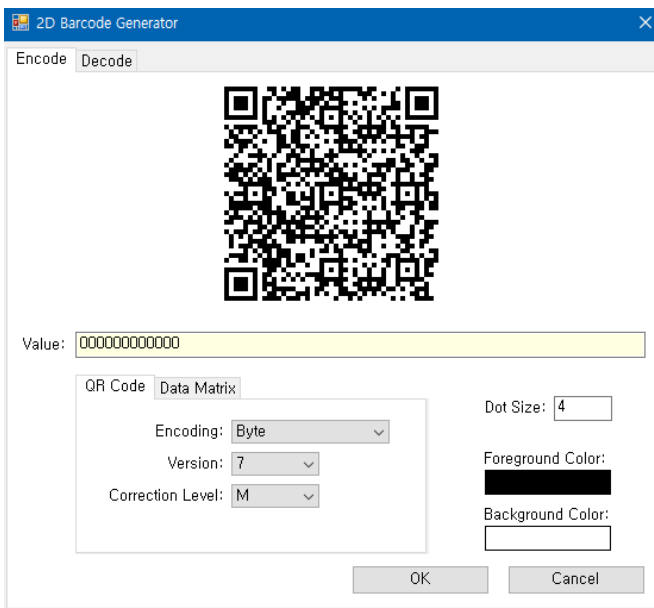 2D Barcode Generator
Encode Decode
Value: 000000000000
QR Code Data Matrix
Encoding: Byte
Version: 7
Correction Level: M
Dot Size: 4
Foreground Color:
Background Color:
OK Cancel